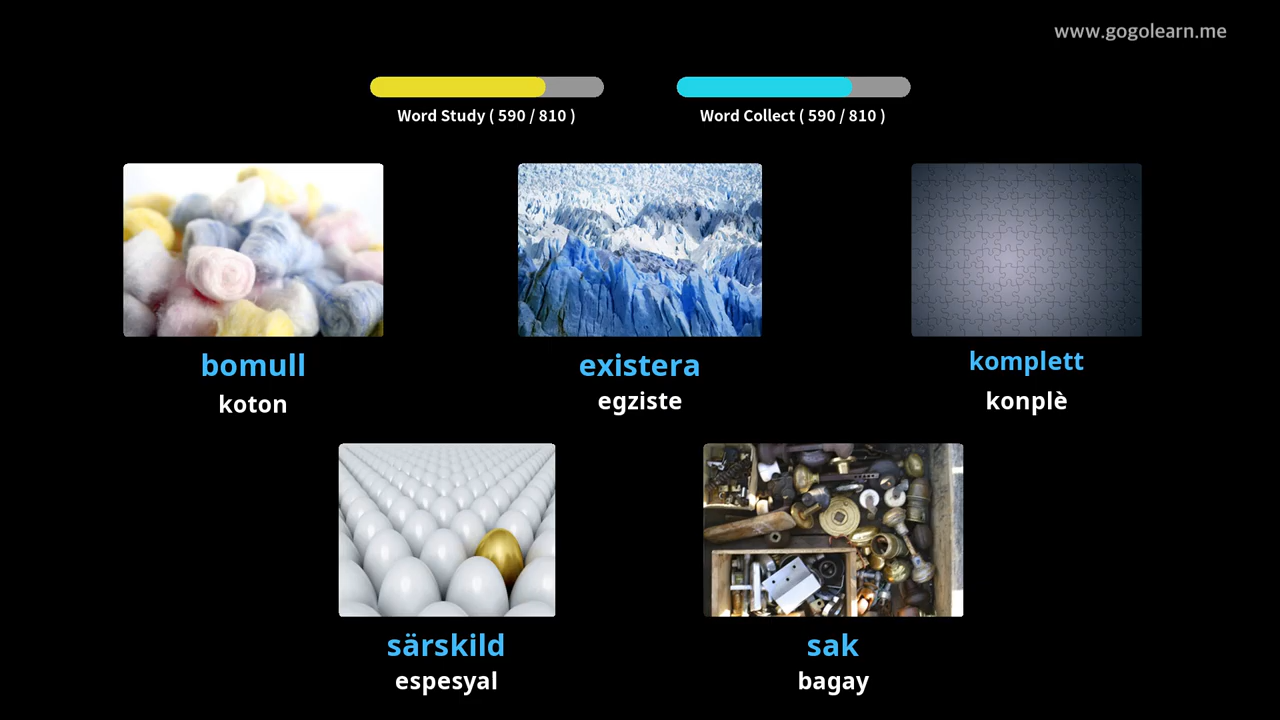 www.gogolearn.me
Word Study ( 590 / 810 )
Word Collect ( 590 / 810 )
bomull
koton
existera
egziste
komplett
konplè
särskild
espesyal
sak
bagay